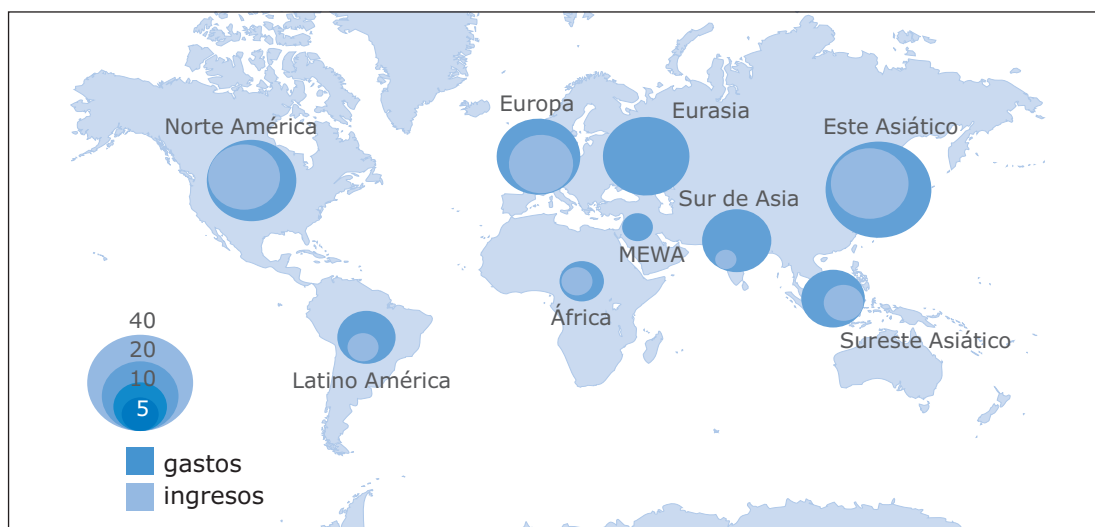 Europa
Eurasia
Norte América
Este Asiático
Sur de Asia
MEWA
África
Sureste Asiático
Latino América
40
20
10
5
gastos
ingresos